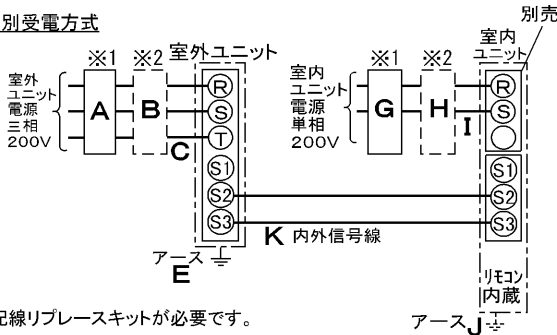 別受電方式
別売
※1
※2
室外ユニット
※1
※2
室内
ユニット
室外
ユニット
電源
三相
200V
A
B
C
R
S
T
S1
S2
S3
室内
ユニット
電源
単相
200V
G
H
I
R
S
S1
S2
S3
K 内外信号線
アース
E
リモコン
内蔵
アース J
配線リプレースキットが必要です。